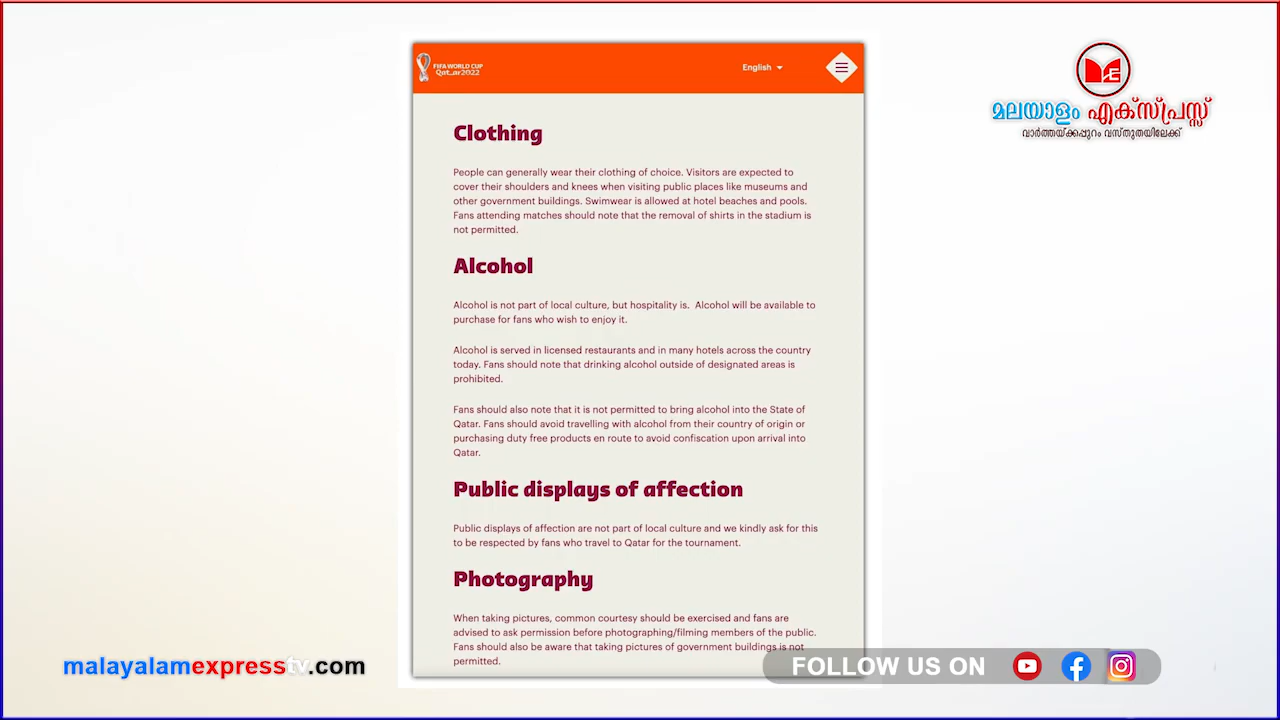 FIFA WORLD CUP
Qatar2022
English
മലയാളം എക്സ്പ്രസ്സ്
വാർത്തയ്ക്കപ്പുറം വസ്തുതയിലേക്ക്
Clothing
People can generally wear their clothing of choice. Visitors are expected to
cover their shoulders and knees when visiting public places like museums and
other government buildings. Swimwear is allowed at hotel beaches and pools.
Fans attending matches should note that the removal of shirts in the stadium is
not permitted.
Alcohol
Alcohol is not part of local culture, but hospitality is. Alcohol will be available to
purchase for fans who wish to enjoy it.
Alcohol is served in licensed restaurants and in many hotels across the country
today. Fans should note that drinking alcohol outside of designated areas is
prohibited.
Fans should also note that it is not permitted to bring alcohol into the State of
Qatar. Fans should avoid travelling with alcohol from their country of origin or
purchasing duty free products en route to avoid confiscation upon arrival into
Qatar.
Public displays of affection
Public displays of affection are not part of local culture and we kindly ask for this
to be respected by fans who travel to Qatar for the tournament.
Photography
When taking pictures, common courtesy should be exercised and fans are
advised to ask permission before photographing/filming members of the public.
Fans should also be aware that taking pictures of government buildings is not
permitted.
malayalamexpresstv.com
FOLLOW US ON